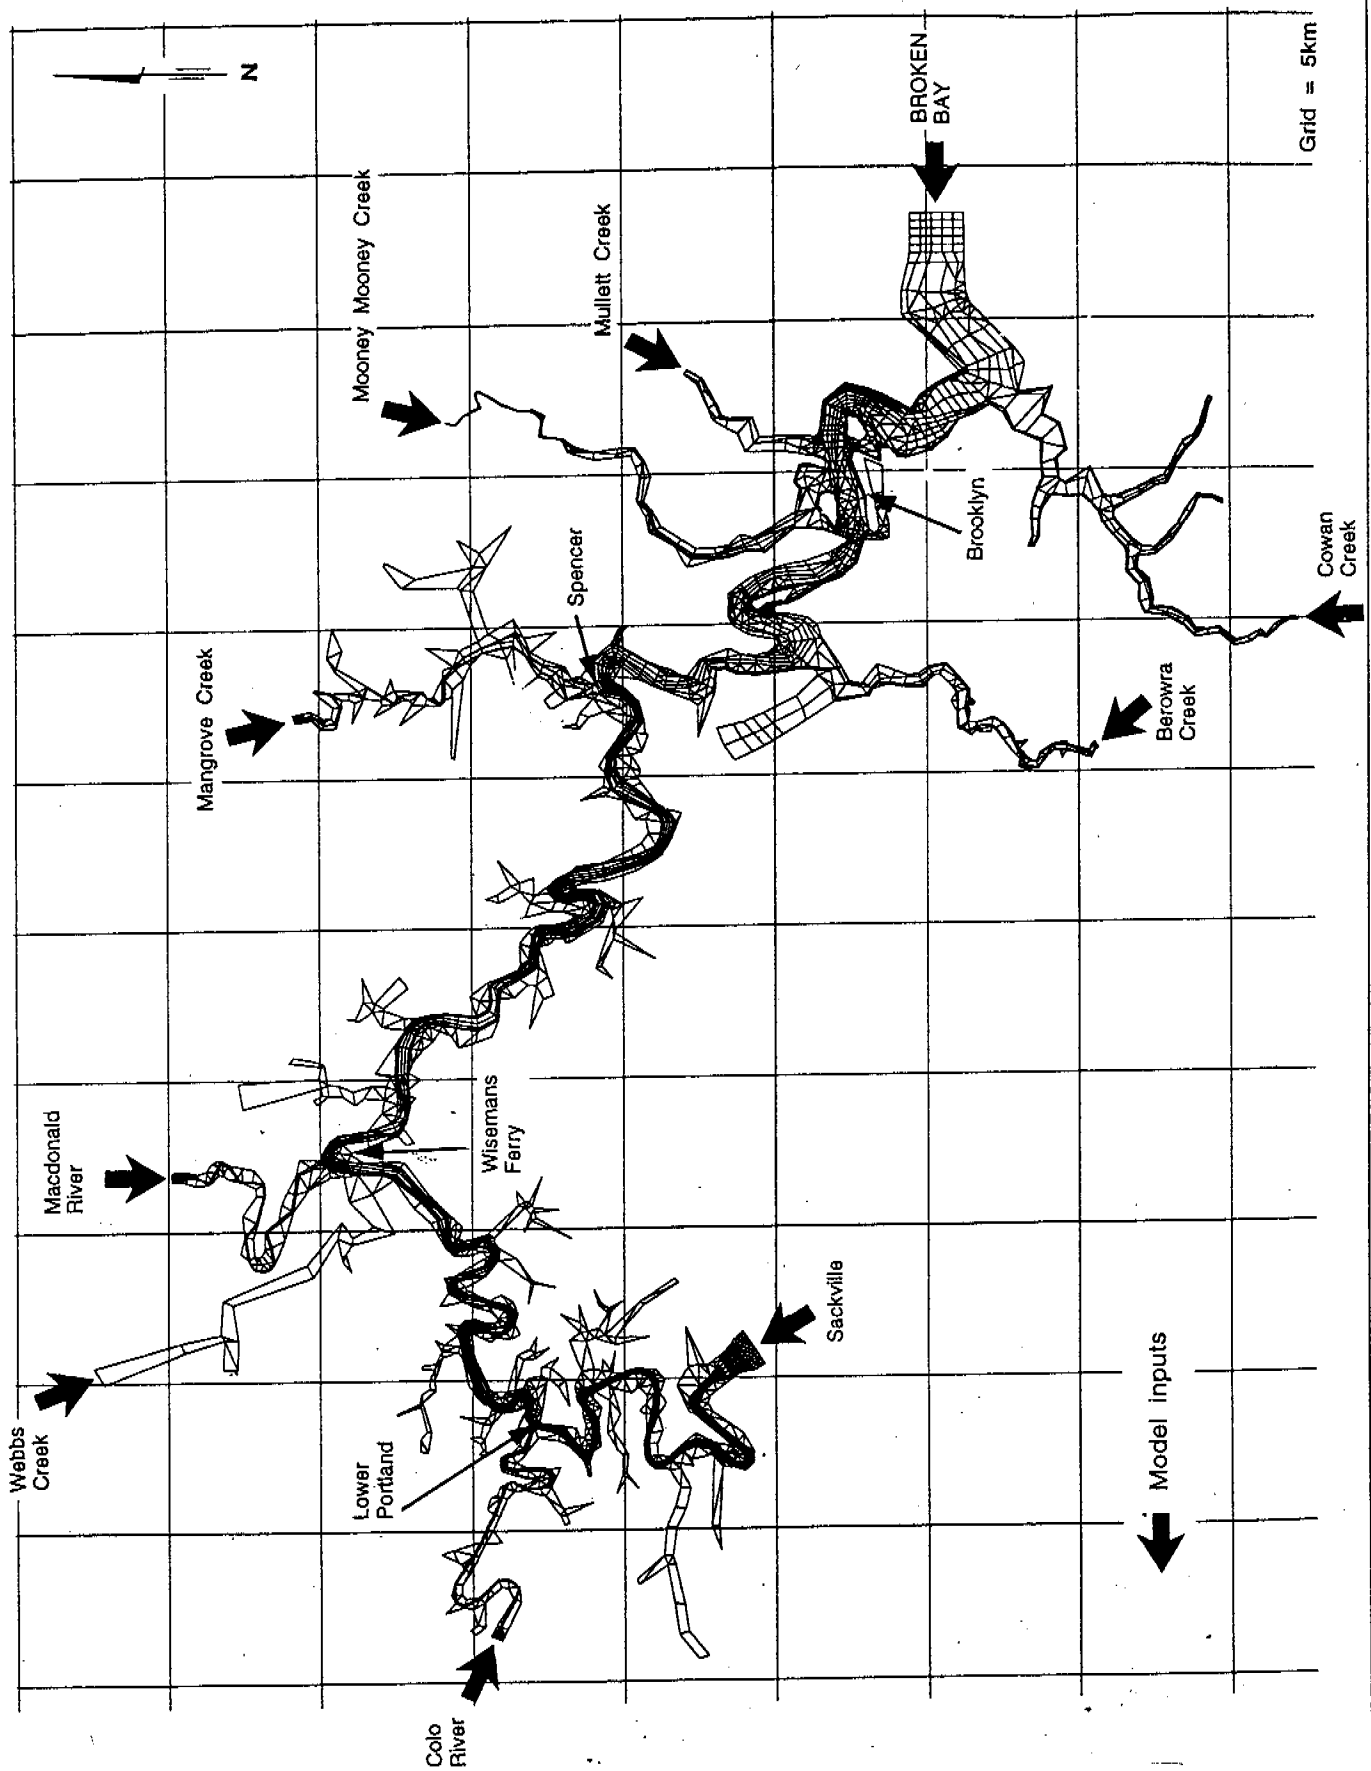 N
Grid = 5km
BROKEN
BAY
Mooney Mooney Creek
Mullett Creek
Spencer
Brooklyn
Cowan
Creek
Berowra
Creek
Mangrove Creek
Macdonald
River
Wisemans
Ferry
Sackville
Webbs
Creek
Lower
Portland
Model inputs
Colo
River